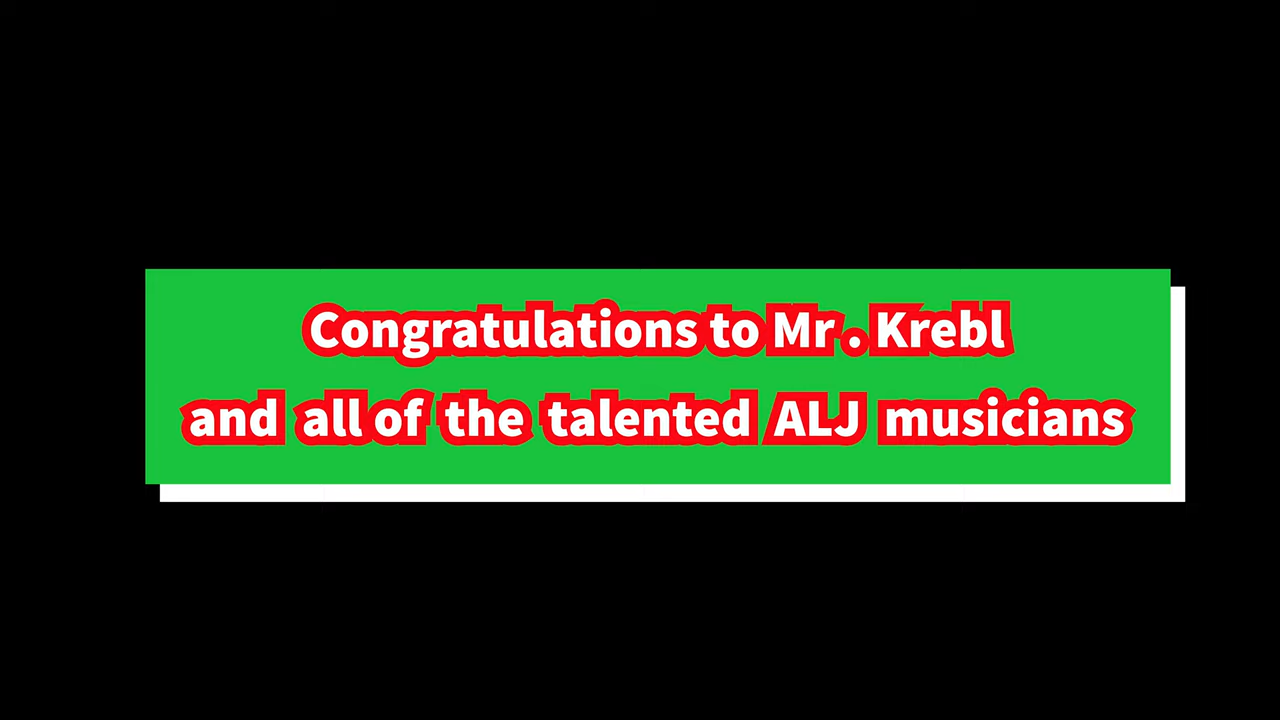 Congratulations to Mr . Krebl
and all of the talented ALJ musicians